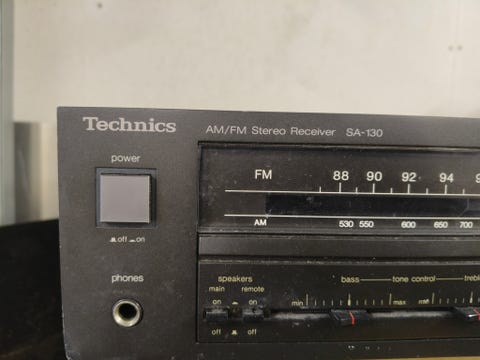 Technics AM/FM Stereo Receiver SA-130
power
off on
FM 88 90 92 94
AM 530 550 600 650 700
phones
speakers
main remote
on on
off off
bass tone control treble
min max